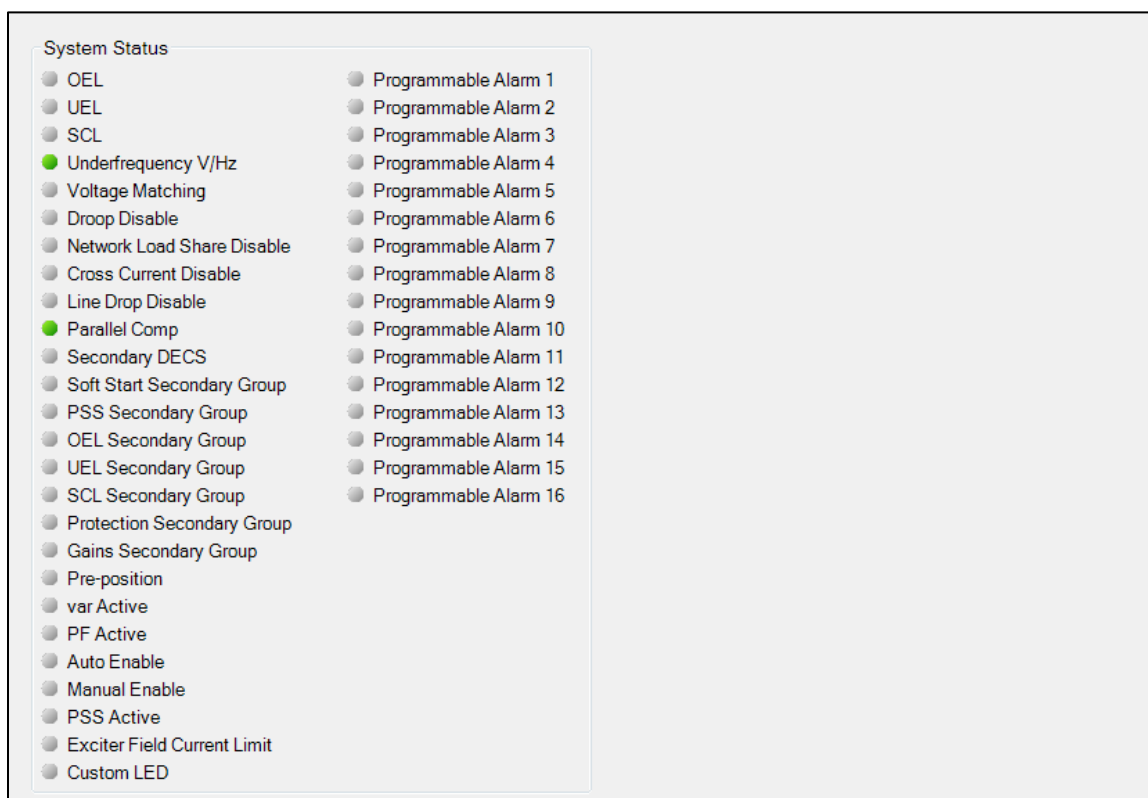 System Status
OEL
UEL
SCL
Underfrequency V/Hz
Voltage Matching
Droop Disable
Network Load Share Disable
Cross Current Disable
Line Drop Disable
Parallel Comp
Secondary DECS
Soft Start Secondary Group
PSS Secondary Group
OEL Secondary Group
UEL Secondary Group
SCL Secondary Group
Protection Secondary Group
Gains Secondary Group
Pre-position
var Active
PF Active
Auto Enable
Manual Enable
PSS Active
Exciter Field Current Limit
Custom LED
Programmable Alarm 1
Programmable Alarm 2
Programmable Alarm 3
Programmable Alarm 4
Programmable Alarm 5
Programmable Alarm 6
Programmable Alarm 7
Programmable Alarm 8
Programmable Alarm 9
Programmable Alarm 10
Programmable Alarm 11
Programmable Alarm 12
Programmable Alarm 13
Programmable Alarm 14
Programmable Alarm 15
Programmable Alarm 16